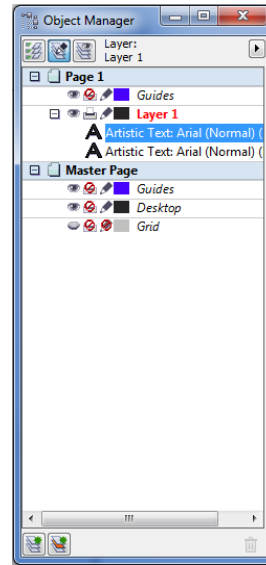 Object Manager
Layer:
Layer 1
Page 1
Guides
Layer 1
Artistic Text: Arial (Normal) (
Artistic Text: Arial (Normal) (
Master Page
Guides
Desktop
Grid